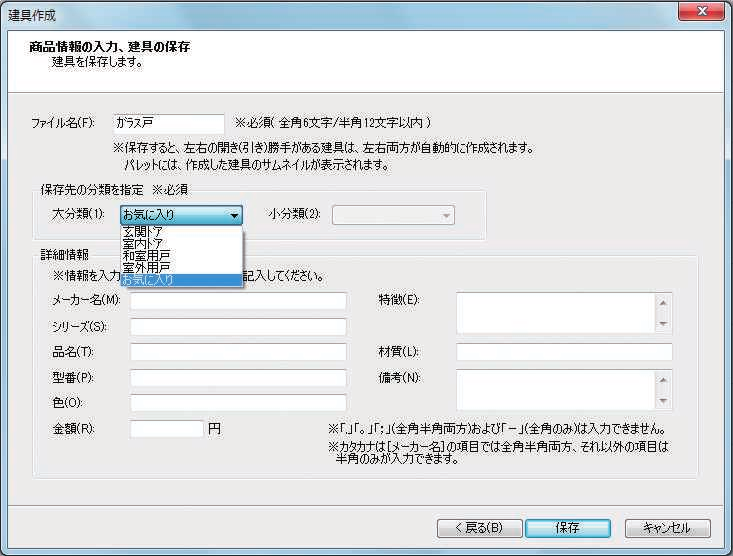 建具作成
商品情報の入力、建具の保存
建具を保存します。
ファイル名(F):
ガラス戸
※必須( 全角6文字/半角12文字以内 )
※保存すると、左右の開き(引き)勝手がある建具は、左右両方が自動的に作成されます。
パレットには、作成した建具のサムネイルが表示されます。
保存先の分類を指定 ※必須
大分類(1):
お気に入り
小分類(2):
玄関ドア
室内ドア
和室用戸
室外用戸
お気に入り
詳細情報
※情報を入力
記入してください。
メーカー名(M):
特徴(E):
シリーズ(S):
品名(T):
材質(L):
型番(P):
備考(N):
色(O):
金額(R):
円
※「,」「。」「;」(全角半角両方)および「－」(全角のみ)は入力できません。
※カタカナは[メーカー名]の項目では全角半角両方、それ以外の項目は
半角のみが入力できます。
< 戻る(B)
保存
キャンセル